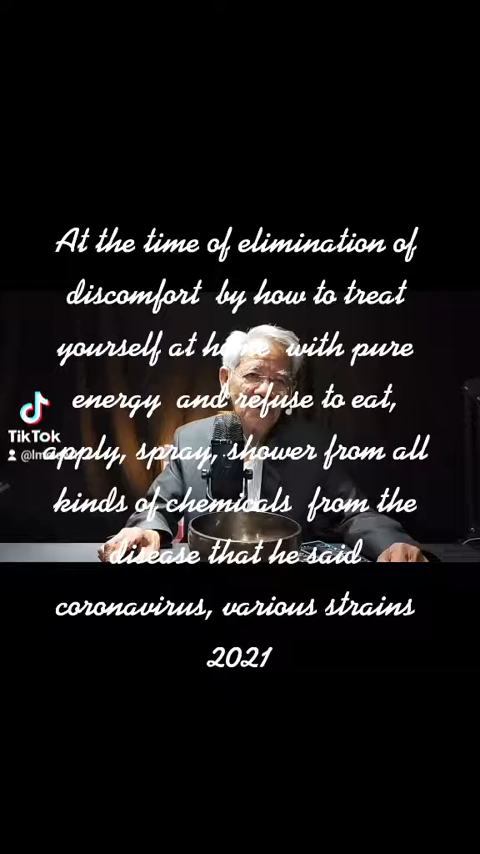 At the time of elimination of
discomfort by how to treat
yourself at home with pure
energy and refuse to eat,
apply, spray, shower from all
kinds of chemicals from the
disease that he said
coronavirus, various strains
2021
TikTok